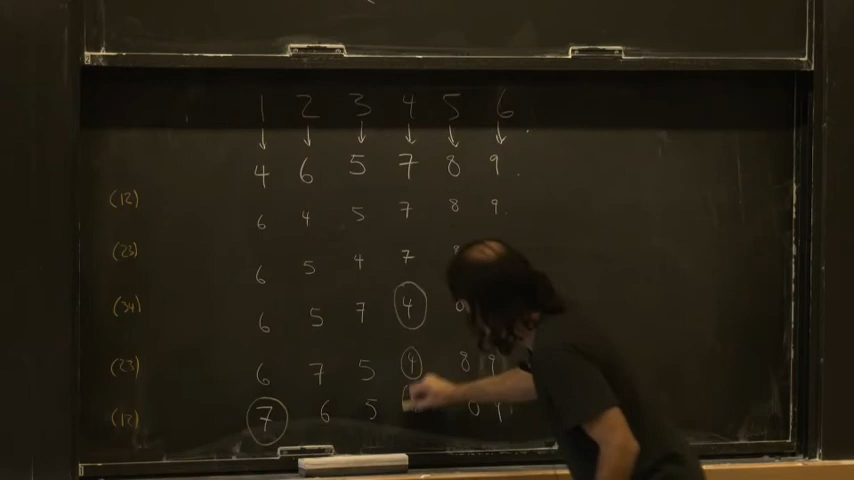 1 2 3 4 5 6
↓ ↓ ↓ ↓ ↓ ↓
4 6 5 7 8 9
(12) 6 4 5 7 8 9
(23) 6 5 4 7
(34) 6 5 7 4
(23) 6 7 5 4 8 9
(12) 7 6 5